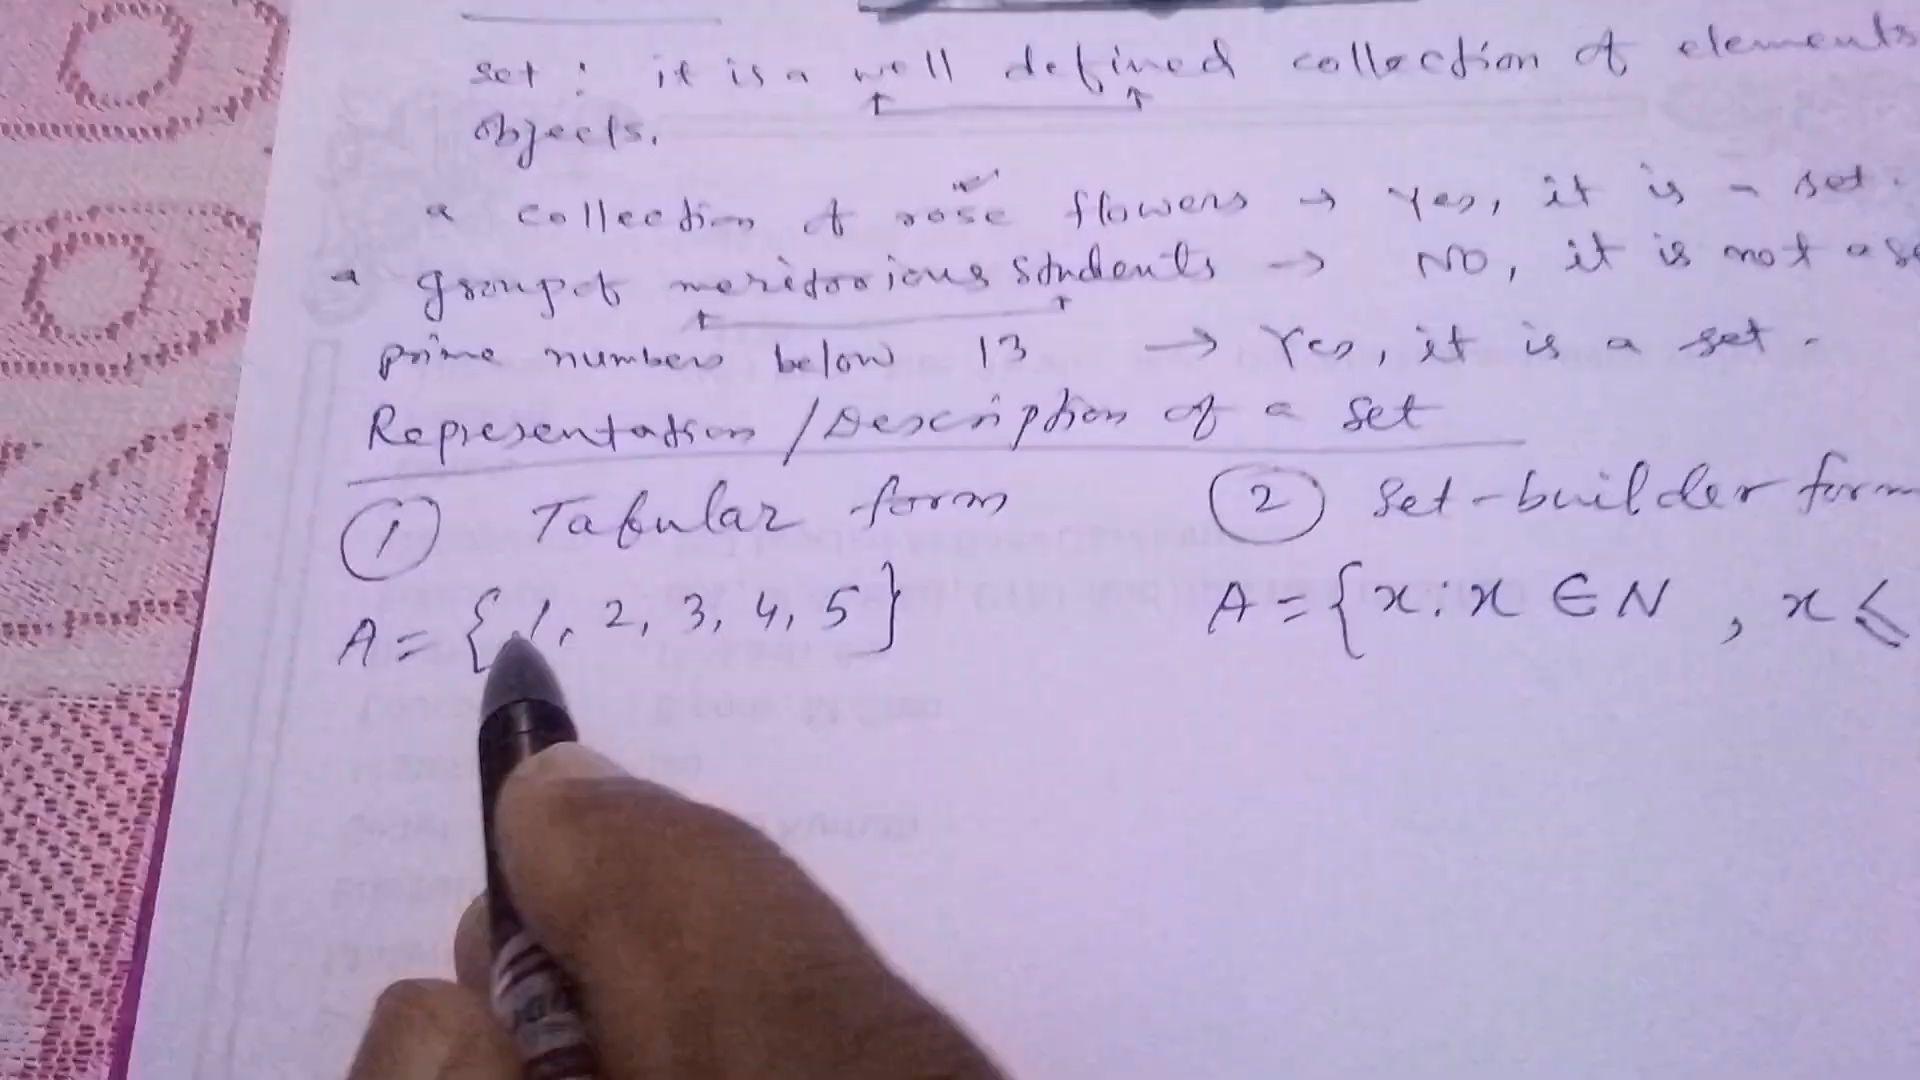 set : it is a well defined collection of elements
objects.
a collection of rose flowers → Yes, it is a set.
a group of meritorious students → NO, it is not a se
prime numbers below 13 → Yes, it is a set.
Representation / Description of a set
① Tabular form ② Set-builder form
A = {1, 2, 3, 4, 5} A = {x : x ∈ N , x ≤